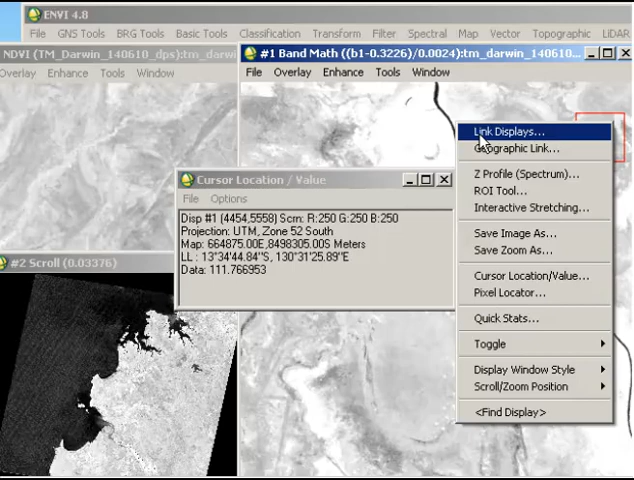 ENVI 4.8
File GNS Tools BRG Tools Basic Tools Classification Transform Filter Spectral Map Vector Topographic LiDAR
NDVI (TM_Darwin_140610_dps):tm_darwi
Overlay Enhance Tools Window
#1 Band Math ((b1-0.3226)/0.0024):tm_darwin_140610...
File Overlay Enhance Tools Window
Link Displays...
Geographic Link...
Z Profile (Spectrum)...
ROI Tool...
Interactive Stretching...
Save Image As...
Save Zoom As...
Cursor Location/Value...
Pixel Locator...
Quick Stats...
Toggle
Display Window Style
Scroll/Zoom Position
<Find Display>
Cursor Location / Value
File Options
Disp #1 (4454,5558) Scrn: R:250 G:250 B:250
Projection: UTM, Zone 52 South
Map: 664875.00E,8498305.00S Meters
LL : 13°34'44.84"S, 130°31'25.89"E
Data: 111.766953
#2 Scroll (0.03376)